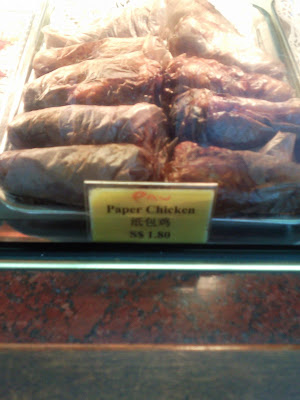 Paper Chicken
纸包鸡
S$ 1.80